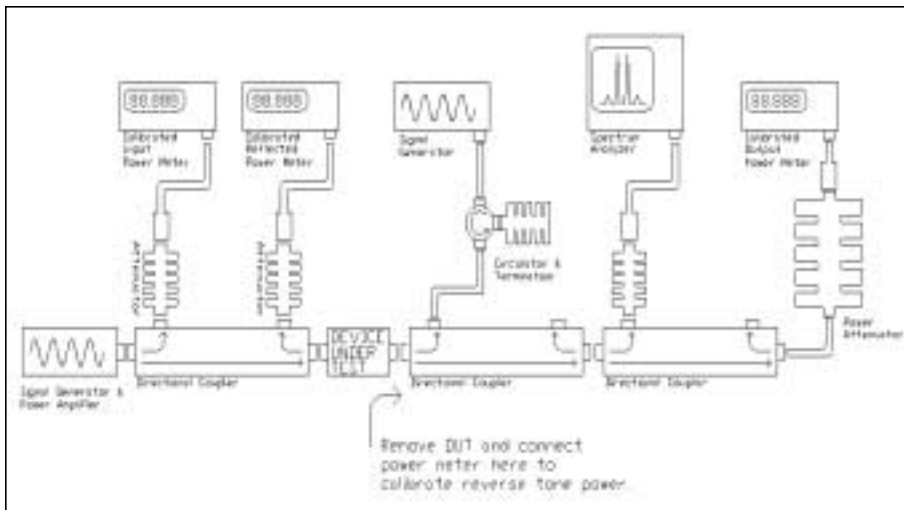 88.888
88.888
88.888
Calibrated
Input
Power Meter
Calibrated
Reflected
Power Meter
Signal
Generator
Spectrum
Analyzer
Calibrated
Output
Power Meter
Attenuator
Attenuator
Circulator &
Termination
Power
Attenuator
DEVICE
UNDER
TEST
Signal Generator &
Power Amplifier
Directional Coupler
Directional Coupler
Directional Coupler
Remove DUT and connect
power meter here to
calibrate reverse tone power.